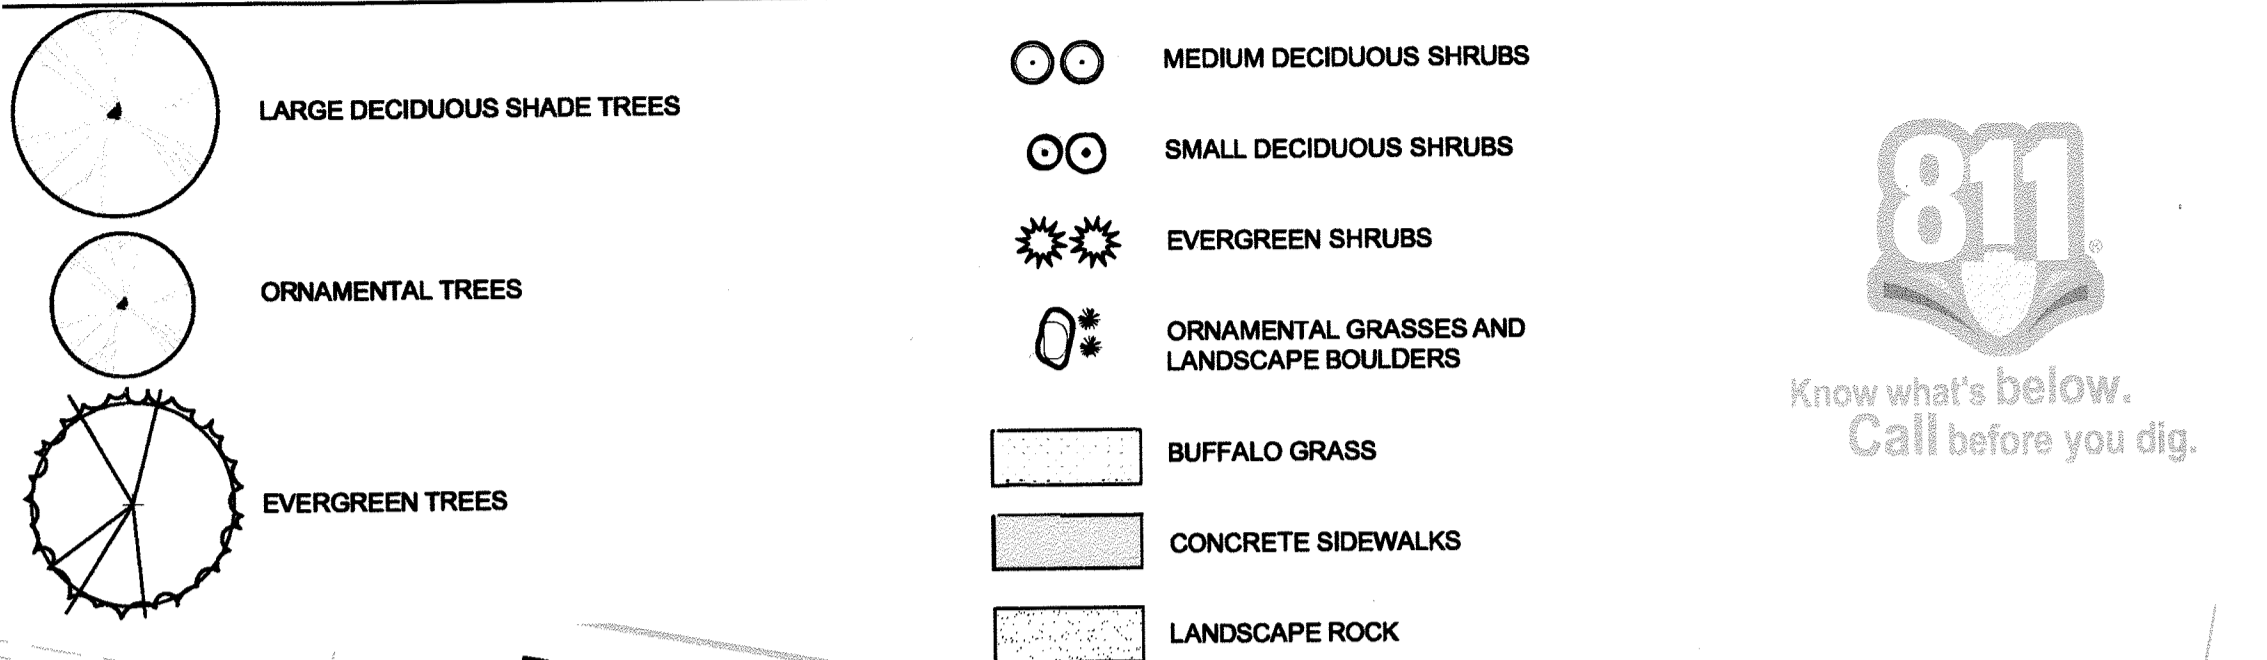 LARGE DECIDUOUS SHADE TREES
ORNAMENTAL TREES
EVERGREEN TREES
MEDIUM DECIDUOUS SHRUBS
SMALL DECIDUOUS SHRUBS
EVERGREEN SHRUBS
ORNAMENTAL GRASSES AND
LANDSCAPE BOULDERS
BUFFALO GRASS
CONCRETE SIDEWALKS
LANDSCAPE ROCK
811®
Know what's below.
Call before you dig.